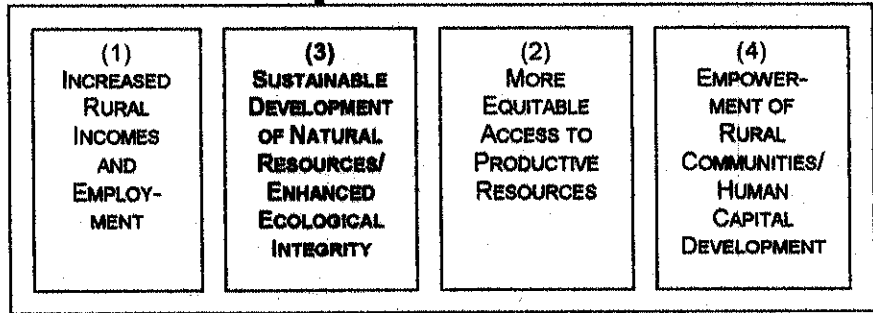 (1)
INCREASED
RURAL
INCOMES
AND
EMPLOY-
MENT
(3)
SUSTAINABLE
DEVELOPMENT
OF NATURAL
RESOURCES/
ENHANCED
ECOLOGICAL
INTEGRITY
(2)
MORE
EQUITABLE
ACCESS TO
PRODUCTIVE
RESOURCES
(4)
EMPOWER-
MENT OF
RURAL
COMMUNITIES/
HUMAN
CAPITAL
DEVELOPMENT